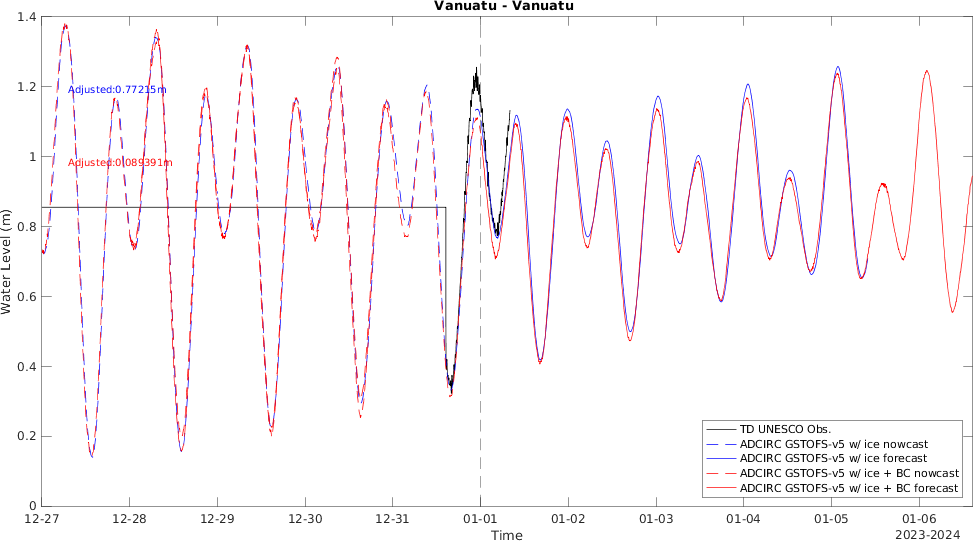 Vanuatu - Vanuatu
1.4
1.2
1
0.8
0.6
0.4
0.2
0
Water Level (m)
Adjusted:0.77215m
Adjusted:0.089391m
TD UNESCO Obs.
ADCIRC GSTOFS-v5 w/ ice nowcast
ADCIRC GSTOFS-v5 w/ ice forecast
ADCIRC GSTOFS-v5 w/ ice + BC nowcast
ADCIRC GSTOFS-v5 w/ ice + BC forecast
12-27 12-28 12-29 12-30 12-31 01-01 01-02 01-03 01-04 01-05 01-06
Time
2023-2024